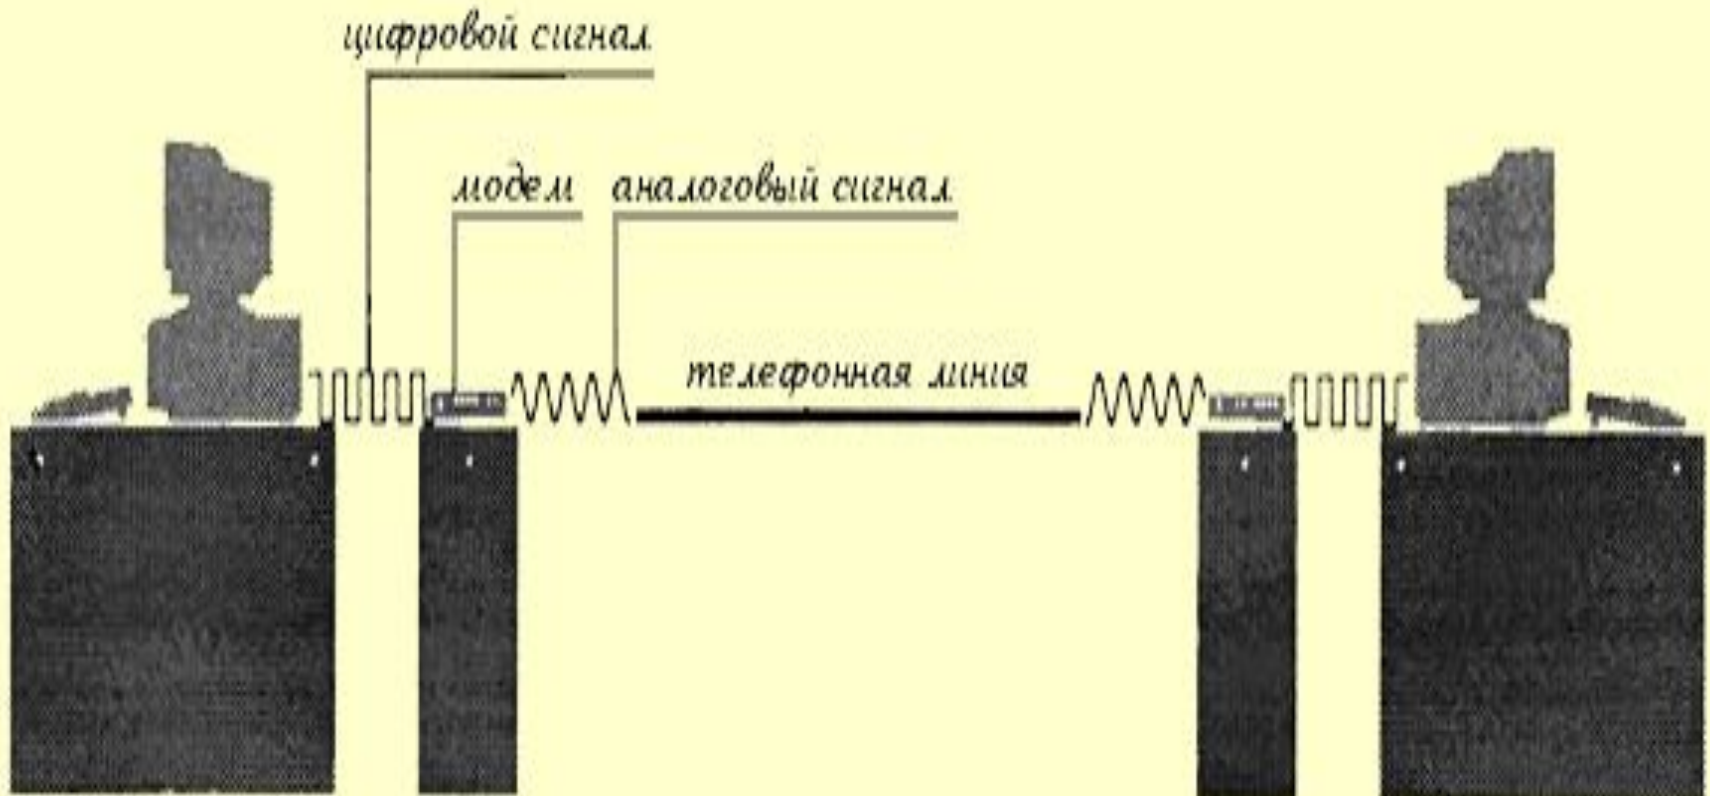 цифровой сигнал
модем
аналоговый сигнал
телефонная линия